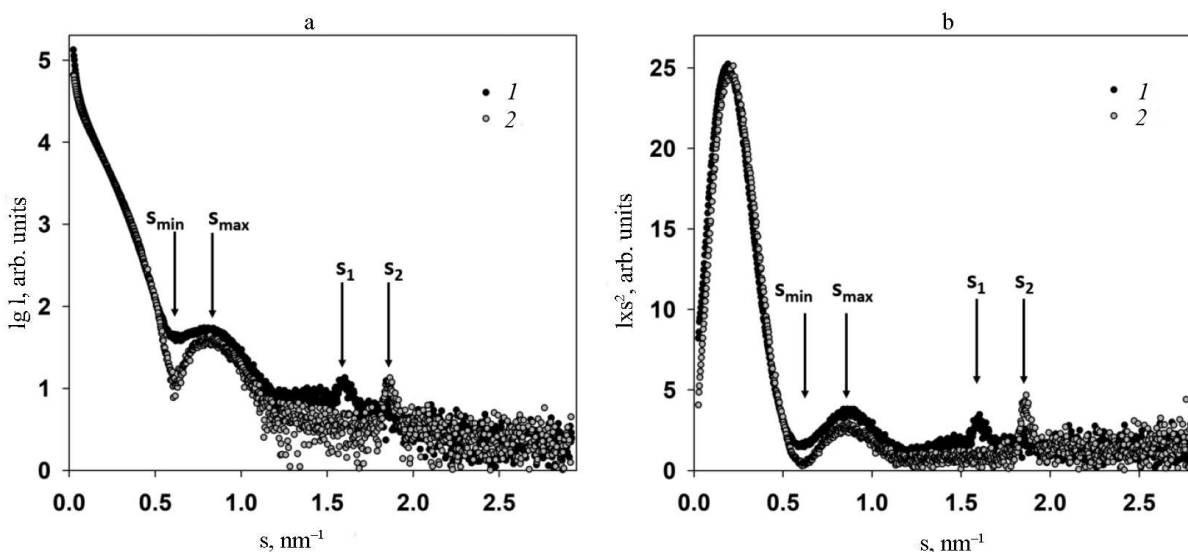 a
lg l, arb. units
5
4
3
2
1
0
1
2
s_min
s_max
s_1
s_2
0.0 0.5 1.0 1.5 2.0 2.5
s, nm⁻¹
b
lxs², arb. units
25
20
15
10
5
0
1
2
s_min
s_max
s_1
s_2
0.0 0.5 1.0 1.5 2.0 2.5
s, nm⁻¹